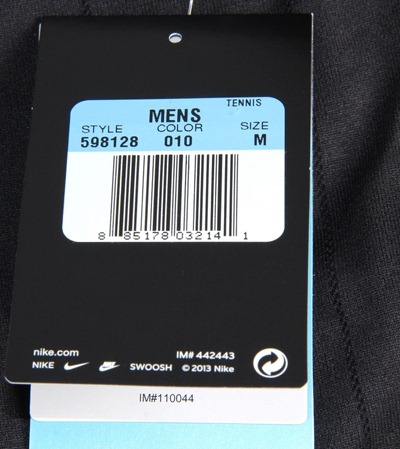 TENNIS
MENS
STYLE COLOR SIZE
598128 010 M
8 85178 03214 1
nike.com IM# 442443
NIKE SWOOSH © 2013 Nike
IM#110044